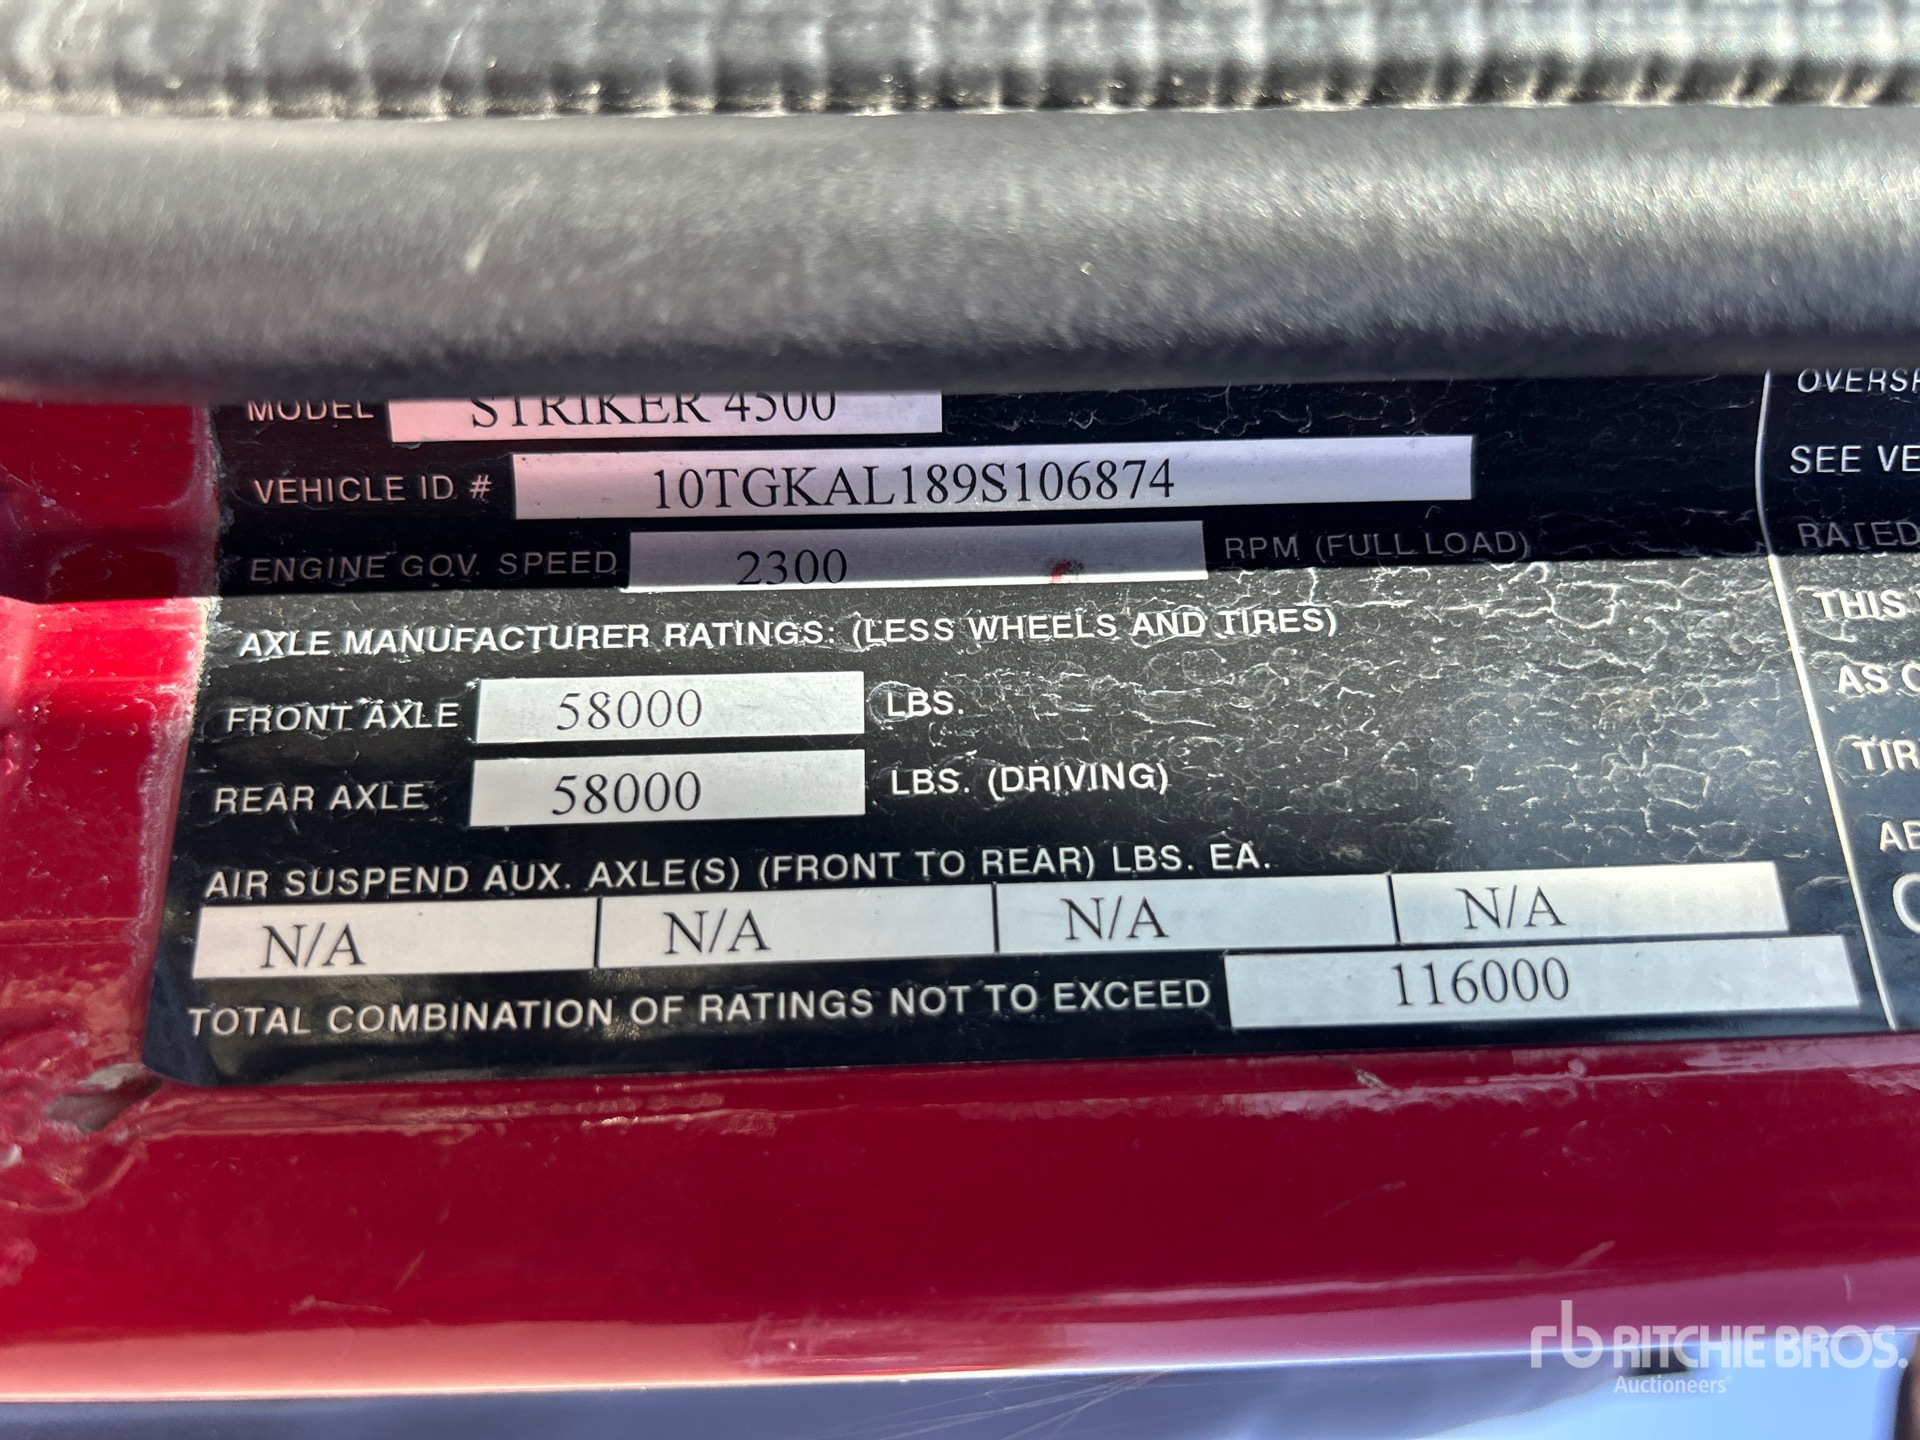 MODEL STRIKER 4500
VEHICLE ID # 10TGKAL189S106874
ENGINE GOV. SPEED 2300 RPM (FULL LOAD)
AXLE MANUFACTURER RATINGS: (LESS WHEELS AND TIRES)
FRONT AXLE 58000 LBS.
REAR AXLE 58000 LBS. (DRIVING)
AIR SUSPEND AUX. AXLE(S) (FRONT TO REAR) LBS. EA.
N/A N/A N/A N/A
TOTAL COMBINATION OF RATINGS NOT TO EXCEED 116000
SEE
RATED
THIS
AS
rb RITCHIE BROS.
Auctioneers